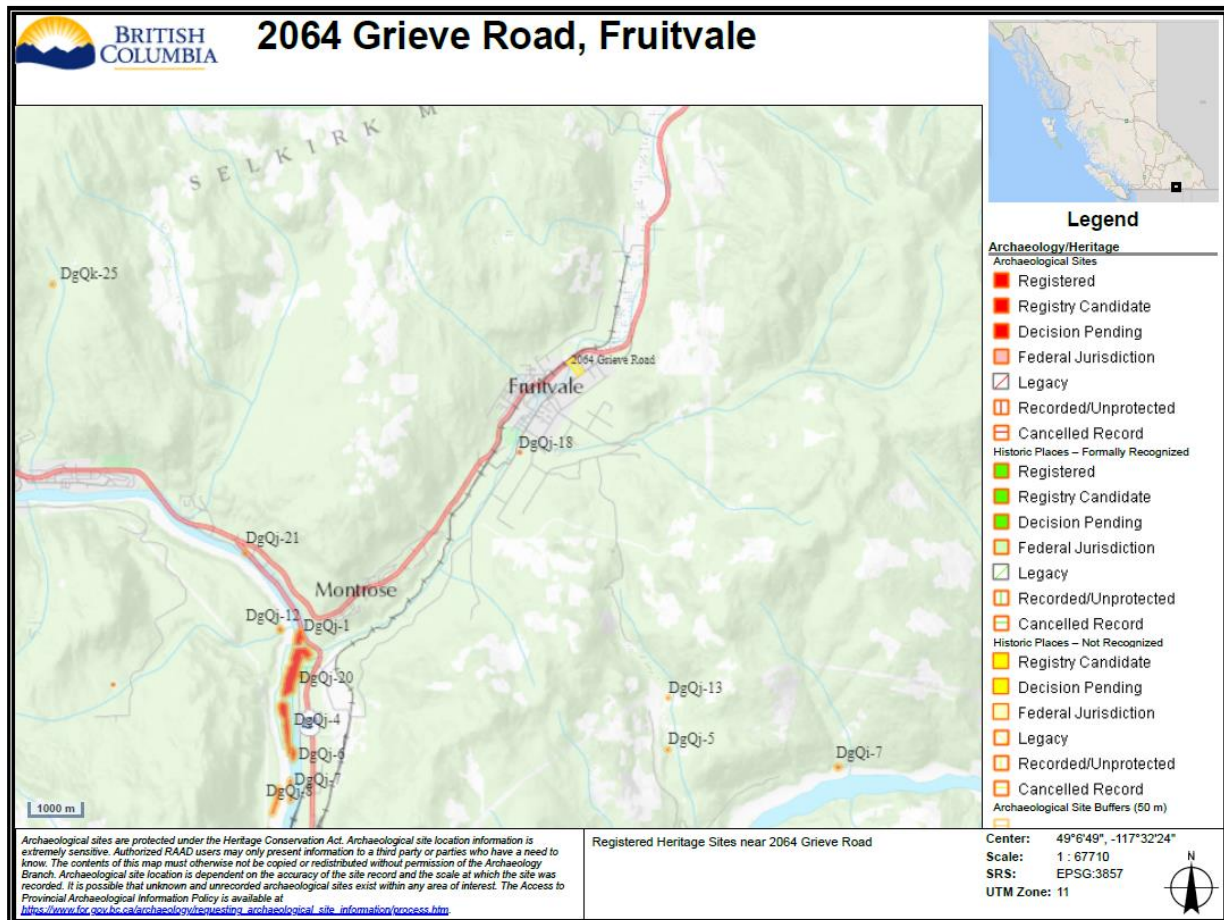 BRITISH
COLUMBIA
2064 Grieve Road, Fruitvale
SELKIRK M
DgQk-25
2064 Grieve Road
Fruitvale
DgQj-18
DgQj-21
Montrose
DgQj-12
DgQj-1
DgQj-20
DgQj-13
DgQj-4
DgQj-5
DgQi-7
DgQj-6
DgQj-7
DgQj-8
1000 m
Legend
Archaeology/Heritage
Archaeological Sites
Registered
Registry Candidate
Decision Pending
Federal Jurisdiction
Legacy
Recorded/Unprotected
Cancelled Record
Historic Places – Formally Recognized
Registered
Registry Candidate
Decision Pending
Federal Jurisdiction
Legacy
Recorded/Unprotected
Cancelled Record
Historic Places – Not Recognized
Registry Candidate
Decision Pending
Federal Jurisdiction
Legacy
Recorded/Unprotected
Cancelled Record
Archaeological Site Buffers (50 m)
Archaeological sites are protected under the Heritage Conservation Act. Archaeological site location information is
extremely sensitive. Authorized RAAD users may only present information to a third party or parties who have a need to
know. The contents of this map must otherwise not be copied or redistributed without permission of the Archaeology
Branch. Archaeological site location is dependent on the accuracy of the site record and the scale at which the site was
recorded. It is possible that unknown and unrecorded archaeological sites exist within any area of interest. The Access to
Provincial Archaeological Information Policy is available at
https://www.for.gov.bc.ca/archaeology/requesting_archaeological_site_information/process.htm.
Registered Heritage Sites near 2064 Grieve Road
Center: 49°6'49", -117°32'24"
Scale: 1 : 67710
SRS: EPSG:3857
UTM Zone: 11
N